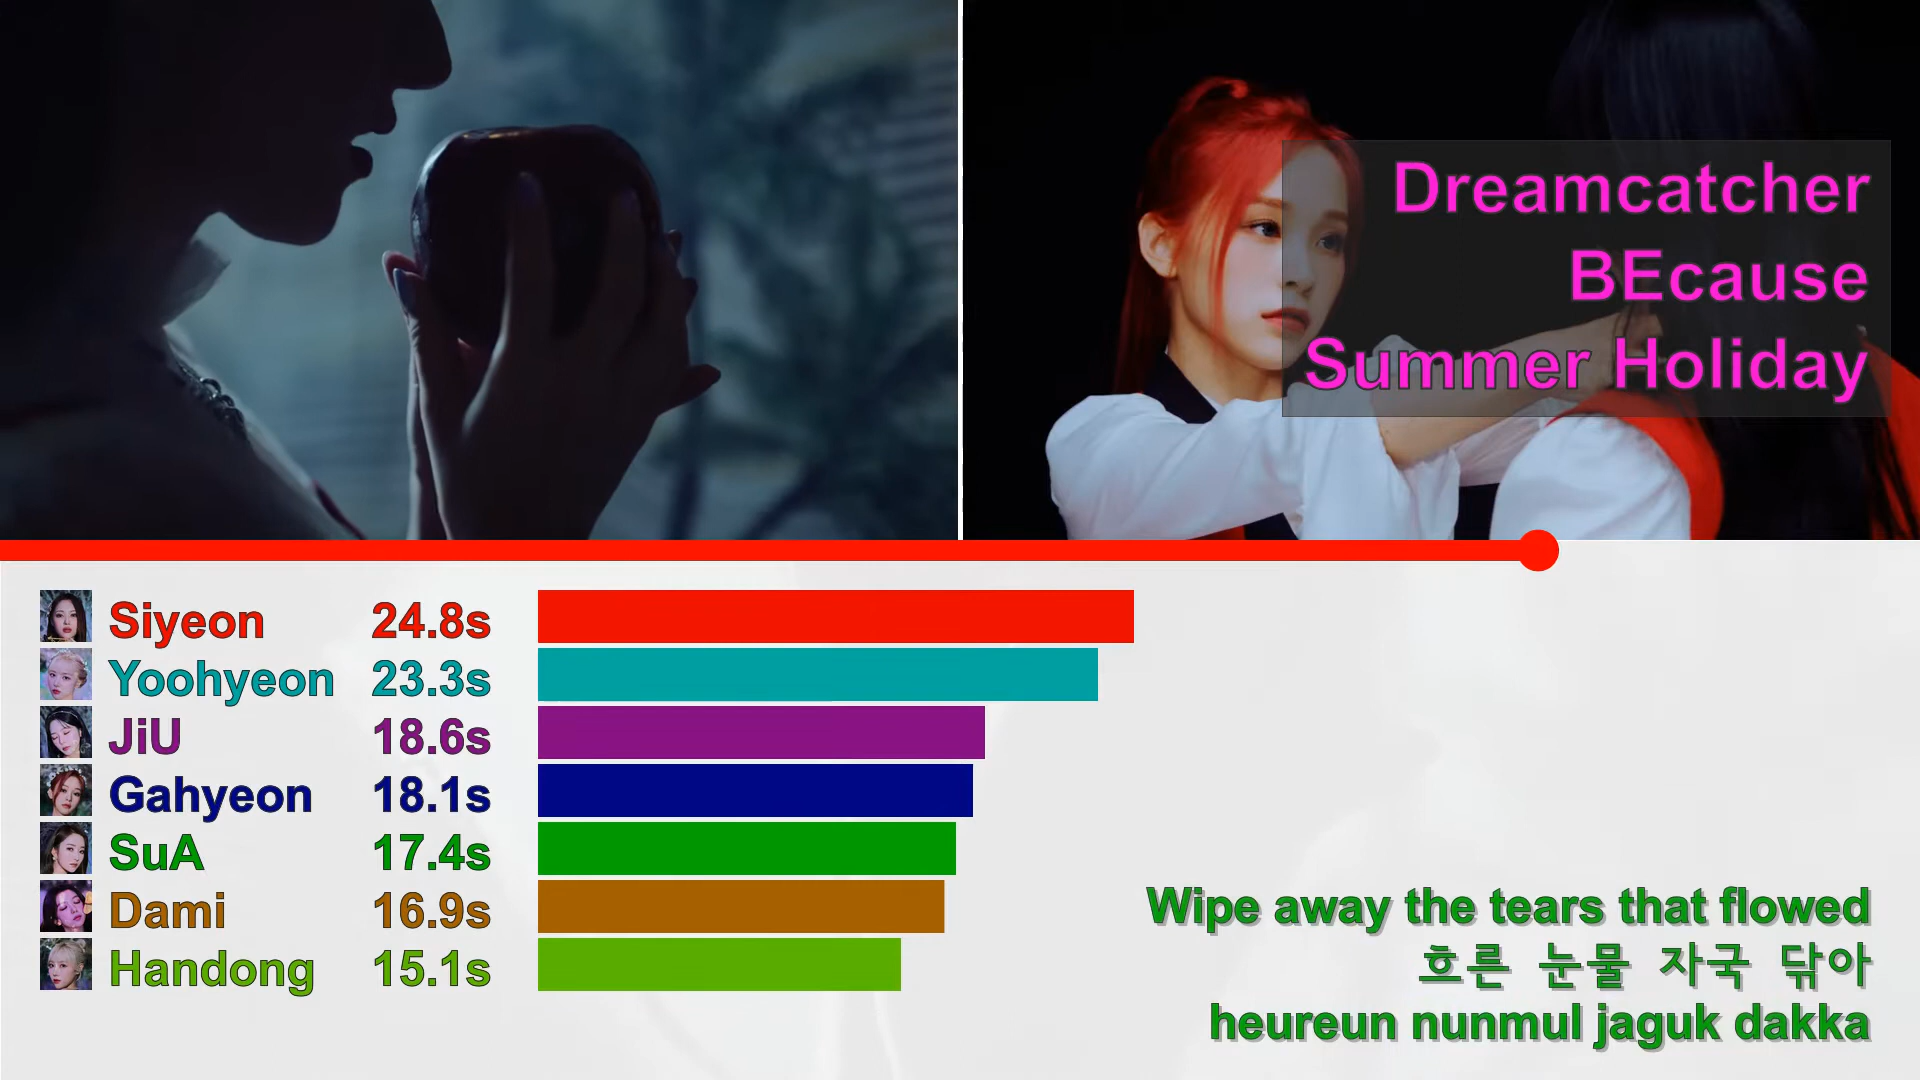 Dreamcatcher
BEcause
Summer Holiday
Siyeon 24.8s
Yoohyeon 23.3s
JiU 18.6s
Gahyeon 18.1s
SuA 17.4s
Dami 16.9s
Handong 15.1s
Wipe away the tears that flowed
흐른 눈물 자국 닦아
heureun nunmul jaguk dakka